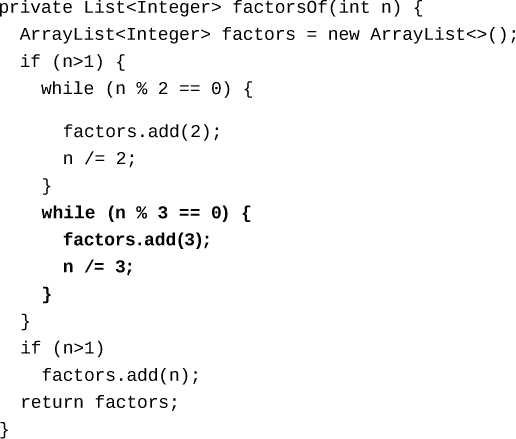 private List<Integer> factorsOf(int n) {
  ArrayList<Integer> factors = new ArrayList<>();
  if (n>1) {
    while (n % 2 == 0) {
      factors.add(2);
      n /= 2;
    }
    while (n % 3 == 0) {
      factors.add(3);
      n /= 3;
    }
  }
  if (n>1)
    factors.add(n);
  return factors;
}